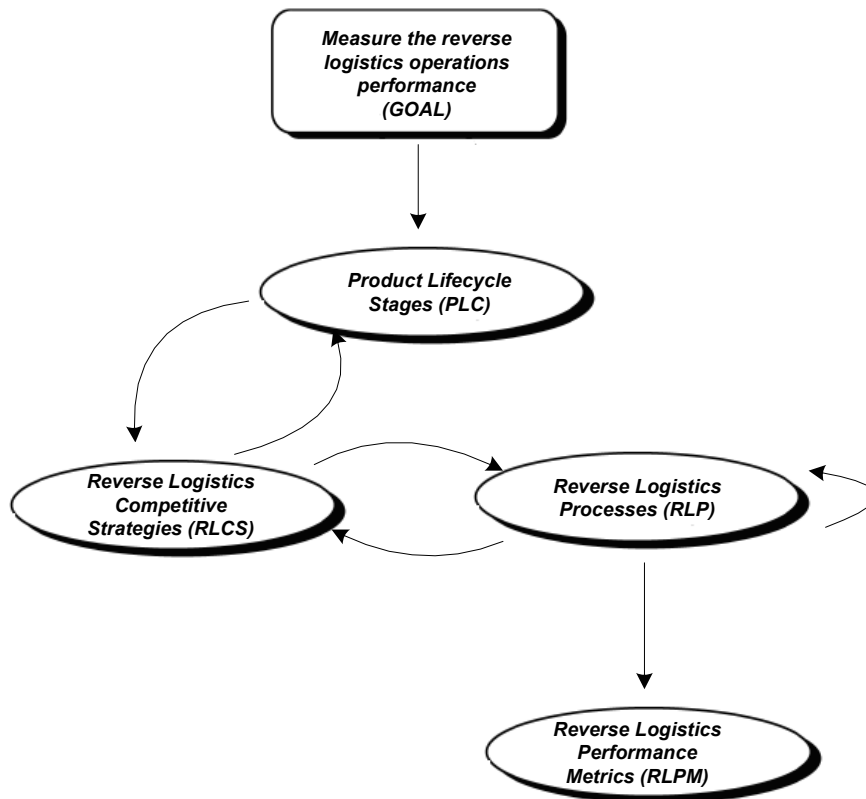 Measure the reverse
logistics operations
performance
(GOAL)
Product Lifecycle
Stages (PLC)
Reverse Logistics
Competitive
Strategies (RLCS)
Reverse Logistics
Processes (RLP)
Reverse Logistics
Performance
Metrics (RLPM)